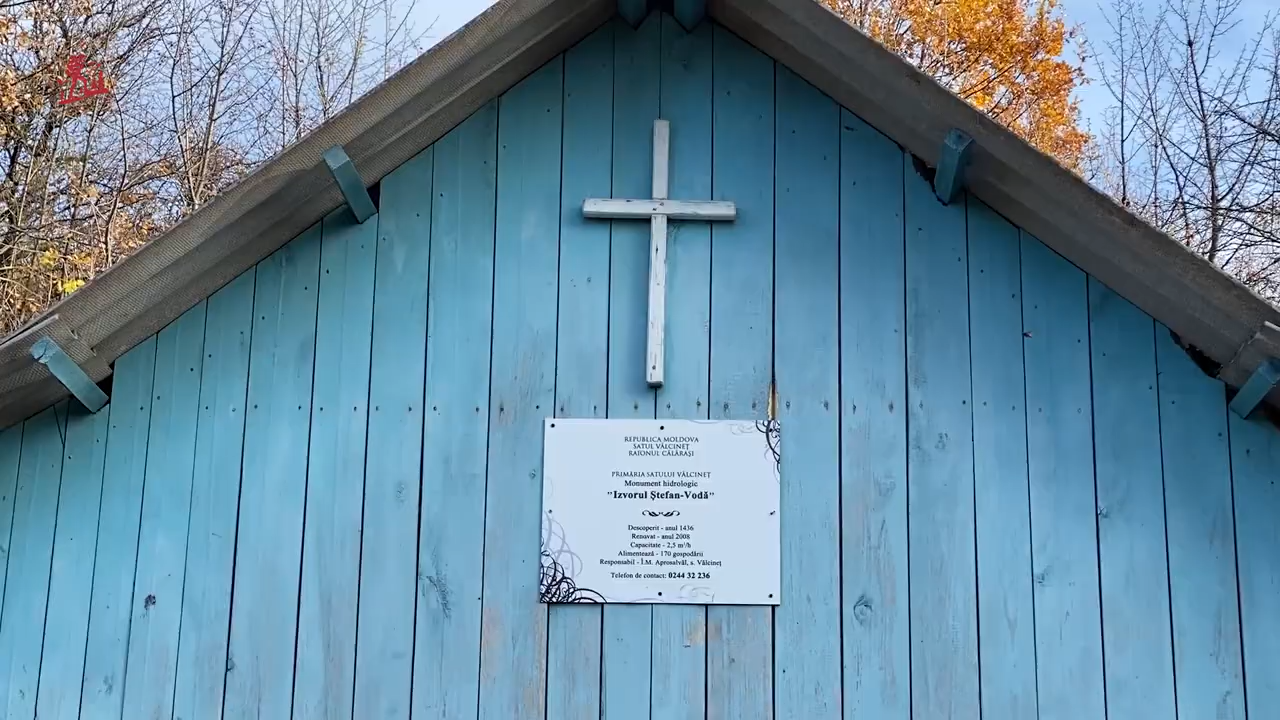 REPUBLICA MOLDOVA
SATUL VĂLCINEȚ
RAIONUL CĂLĂRAȘI
PRIMĂRIA SATULUI VĂLCINEȚ
Monument hidrologic
"Izvorul Ștefan-Vodă"
Descoperit - anul 1436
Renovat - anul 2008
Capacitate - 2,5 m³/h
Alimentează - 170 gospodării
Responsabil - Î.M. Aprosalvăl, s. Vălcineț
Telefon de contact: 0244 32 236